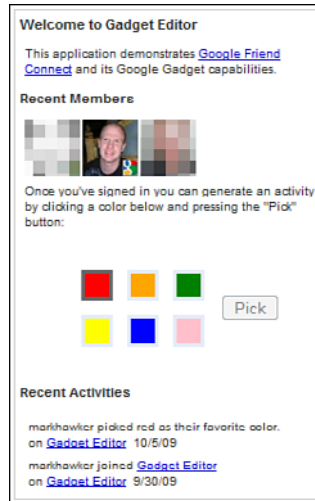 Welcome to Gadget Editor
This application demonstrates Google Friend
Connect and its Google Gadget capabilities.
Recent Members
Once you've signed in you can generate an activity
by clicking a color below and pressing the "Pick"
button:
Pick
Recent Activities
markhawker picked red as their favorite color.
on Gadget Editor 10/5/09
markhawker joined Gadget Editor
on Gadget Editor 9/30/09